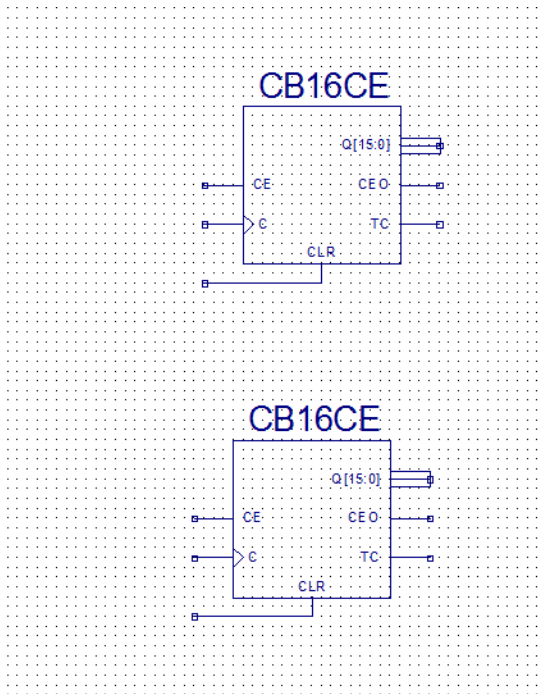 CB16CE
Q[15:0]
CE CEO
C TC
CLR
CB16CE
Q[15:0]
CE CEO
C TC
CLR